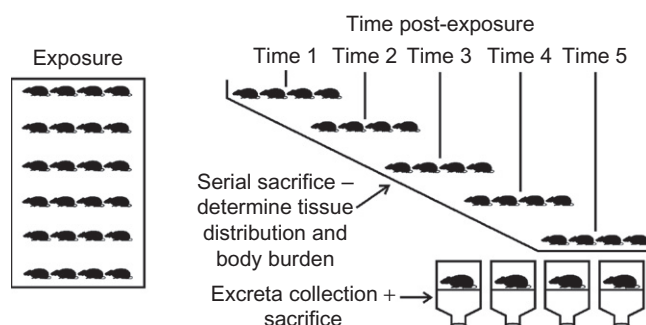 Exposure
Time post-exposure
Time 1 Time 2 Time 3 Time 4 Time 5
Serial sacrifice –
determine tissue
distribution and
body burden
Excreta collection +
sacrifice